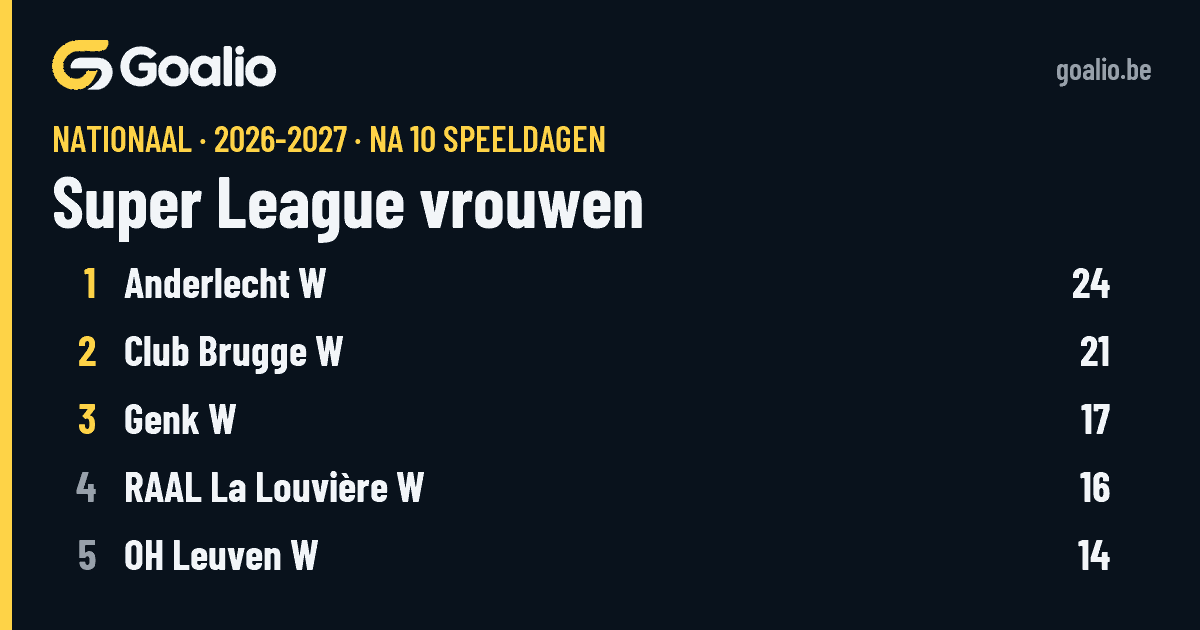 Goalio
goalio.be
NATIONAAL · 2026-2027 · NA 10 SPEELDAGEN
Super League vrouwen
1 Anderlecht W 24
2 Club Brugge W 21
3 Genk W 17
4 RAAL La Louvière W 16
5 OH Leuven W 14